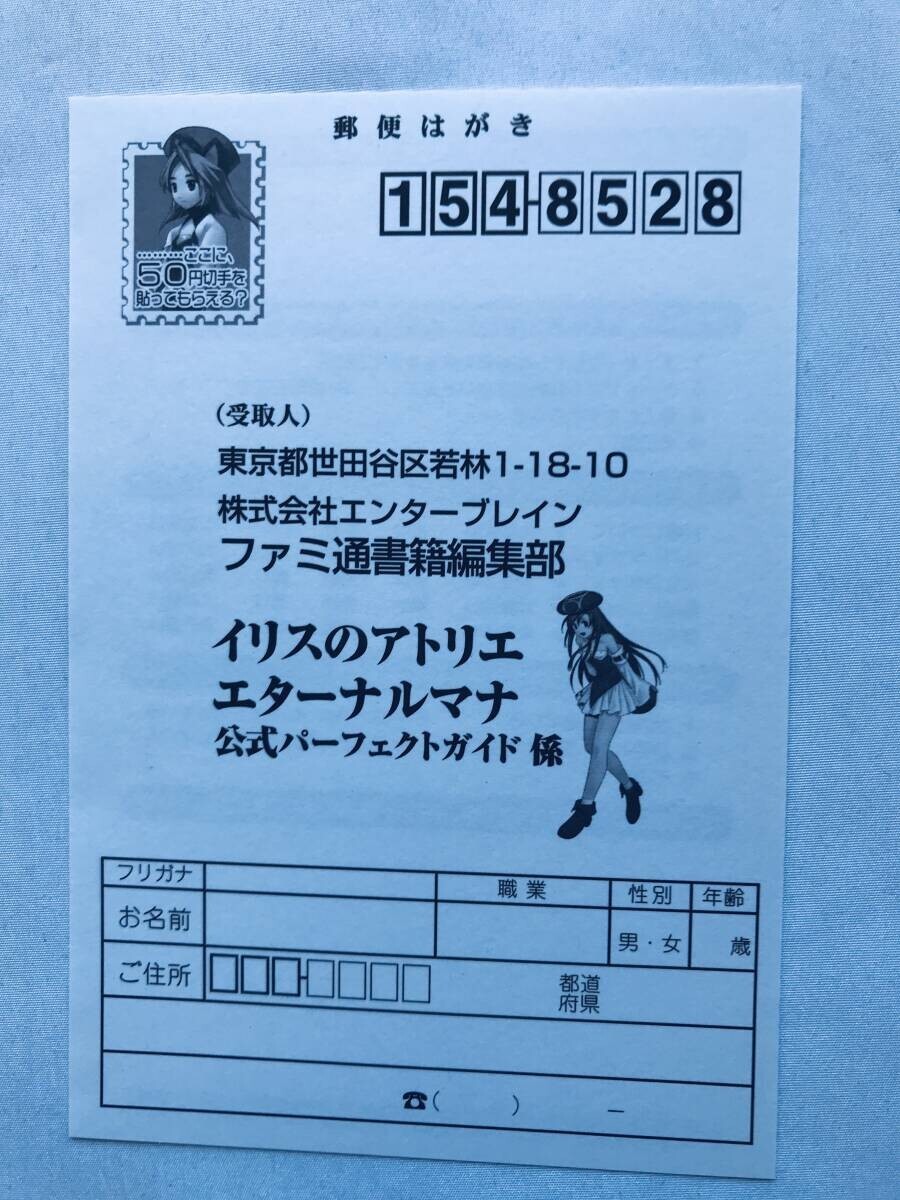 郵便はがき
154-8528
………ここに、
50円切手を
貼ってもらえる?
(受取人)
東京都世田谷区若林1-18-10
株式会社エンターブレイン
ファミ通書籍編集部
イリスのアトリエ
エターナルマナ
公式パーフェクトガイド 係
フリガナ
職業
性別
年齢
お名前
男・女
歳
ご住所
都道
府県
☎( ) –